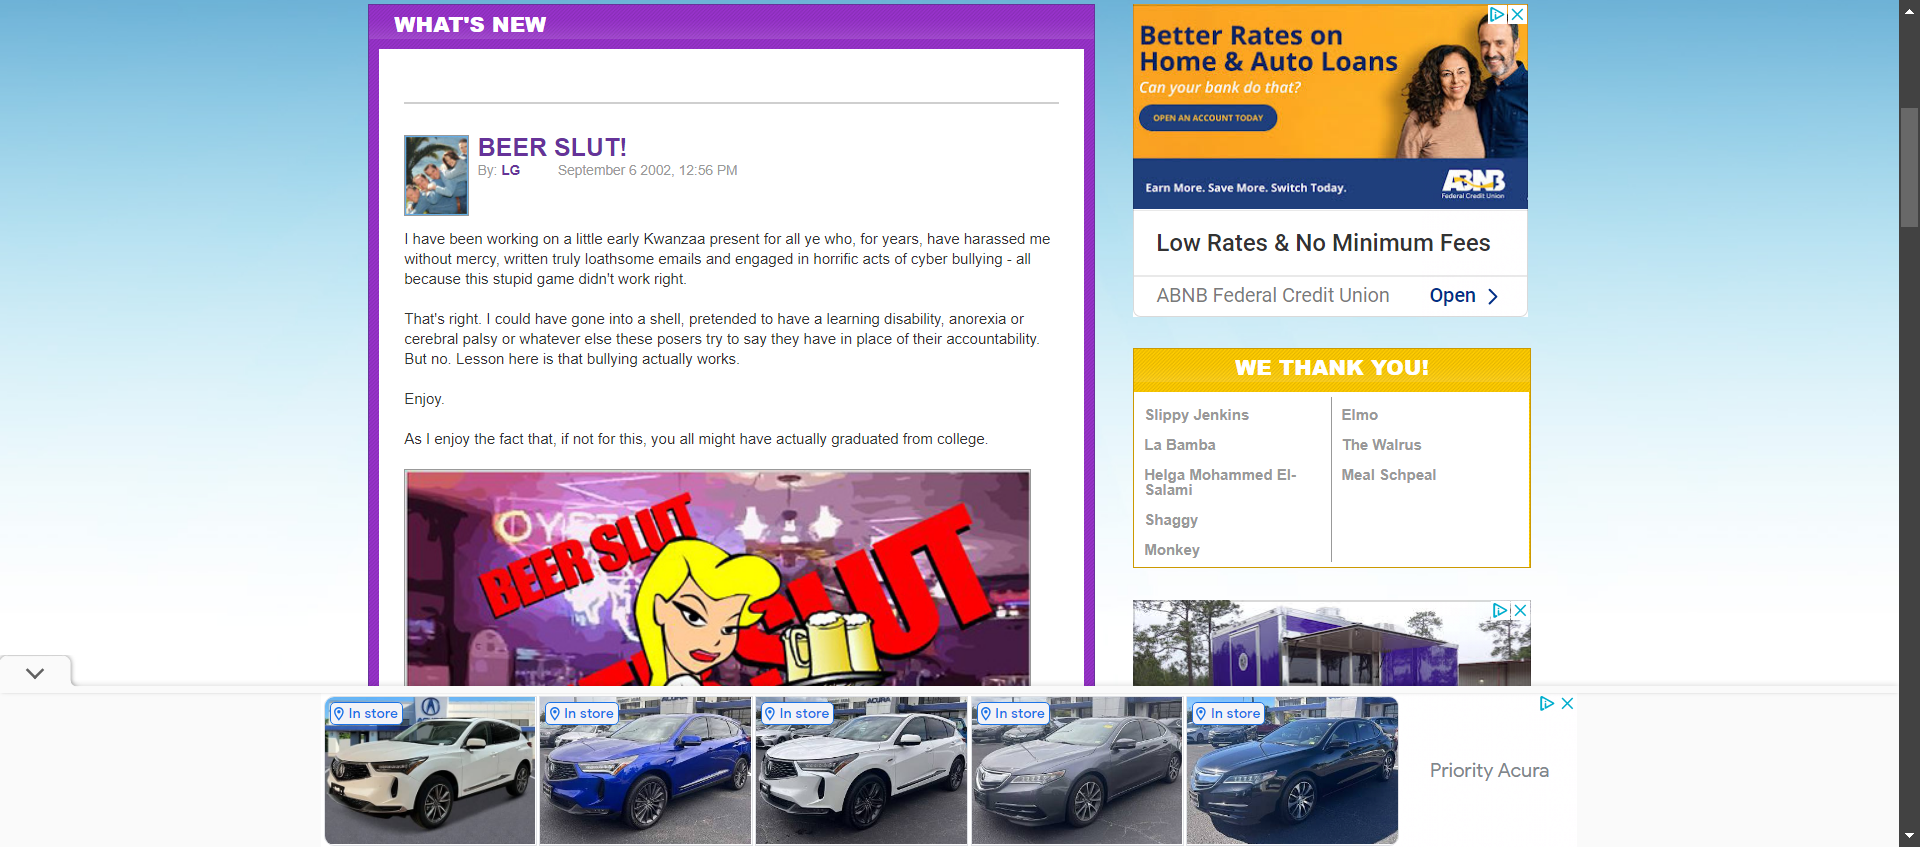 WHAT'S NEW
BEER SLUT!
By: LG September 6 2002, 12:56 PM
I have been working on a little early Kwanzaa present for all ye who, for years, have harassed me
without mercy, written truly loathsome emails and engaged in horrific acts of cyber bullying - all
because this stupid game didn't work right.
That's right. I could have gone into a shell, pretended to have a learning disability, anorexia or
cerebral palsy or whatever else these posers try to say they have in place of their accountability.
But no. Lesson here is that bullying actually works.
Enjoy.
As I enjoy the fact that, if not for this, you all might have actually graduated from college.
BEER SLUT
SLUT
Better Rates on
Home & Auto Loans
Can your bank do that?
OPEN AN ACCOUNT TODAY
Earn More. Save More. Switch Today.
ABNB
Federal Credit Union
Low Rates & No Minimum Fees
ABNB Federal Credit Union Open
WE THANK YOU!
Slippy Jenkins
La Bamba
Helga Mohammed El-
Salami
Shaggy
Monkey
Elmo
The Walrus
Meal Schpeal
In store
In store
In store
In store
In store
Priority Acura